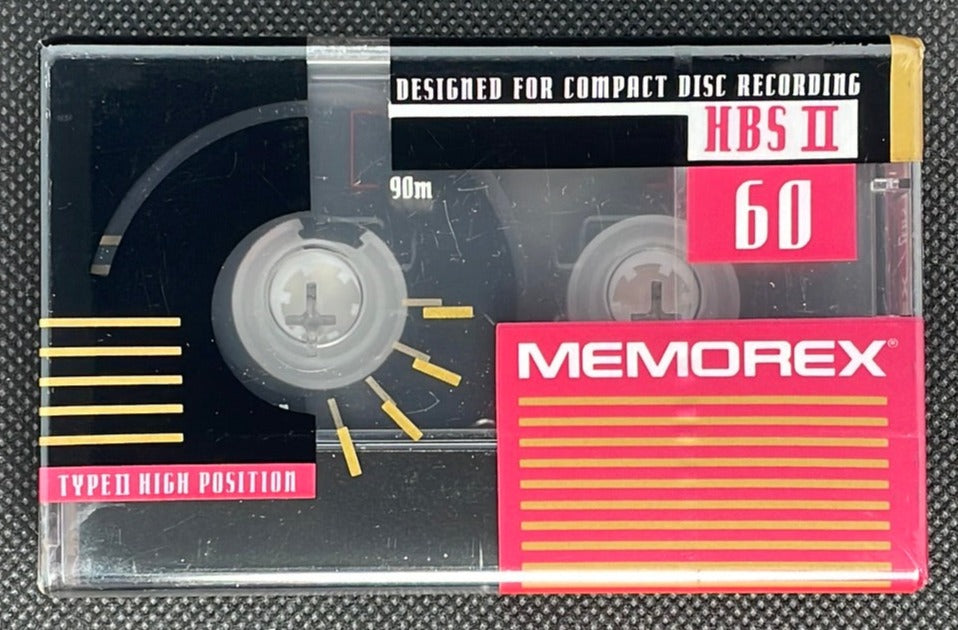 DESIGNED FOR COMPACT DISC RECORDING
HBS II
90m
60
MEMOREX®
TYPE II HIGH POSITION